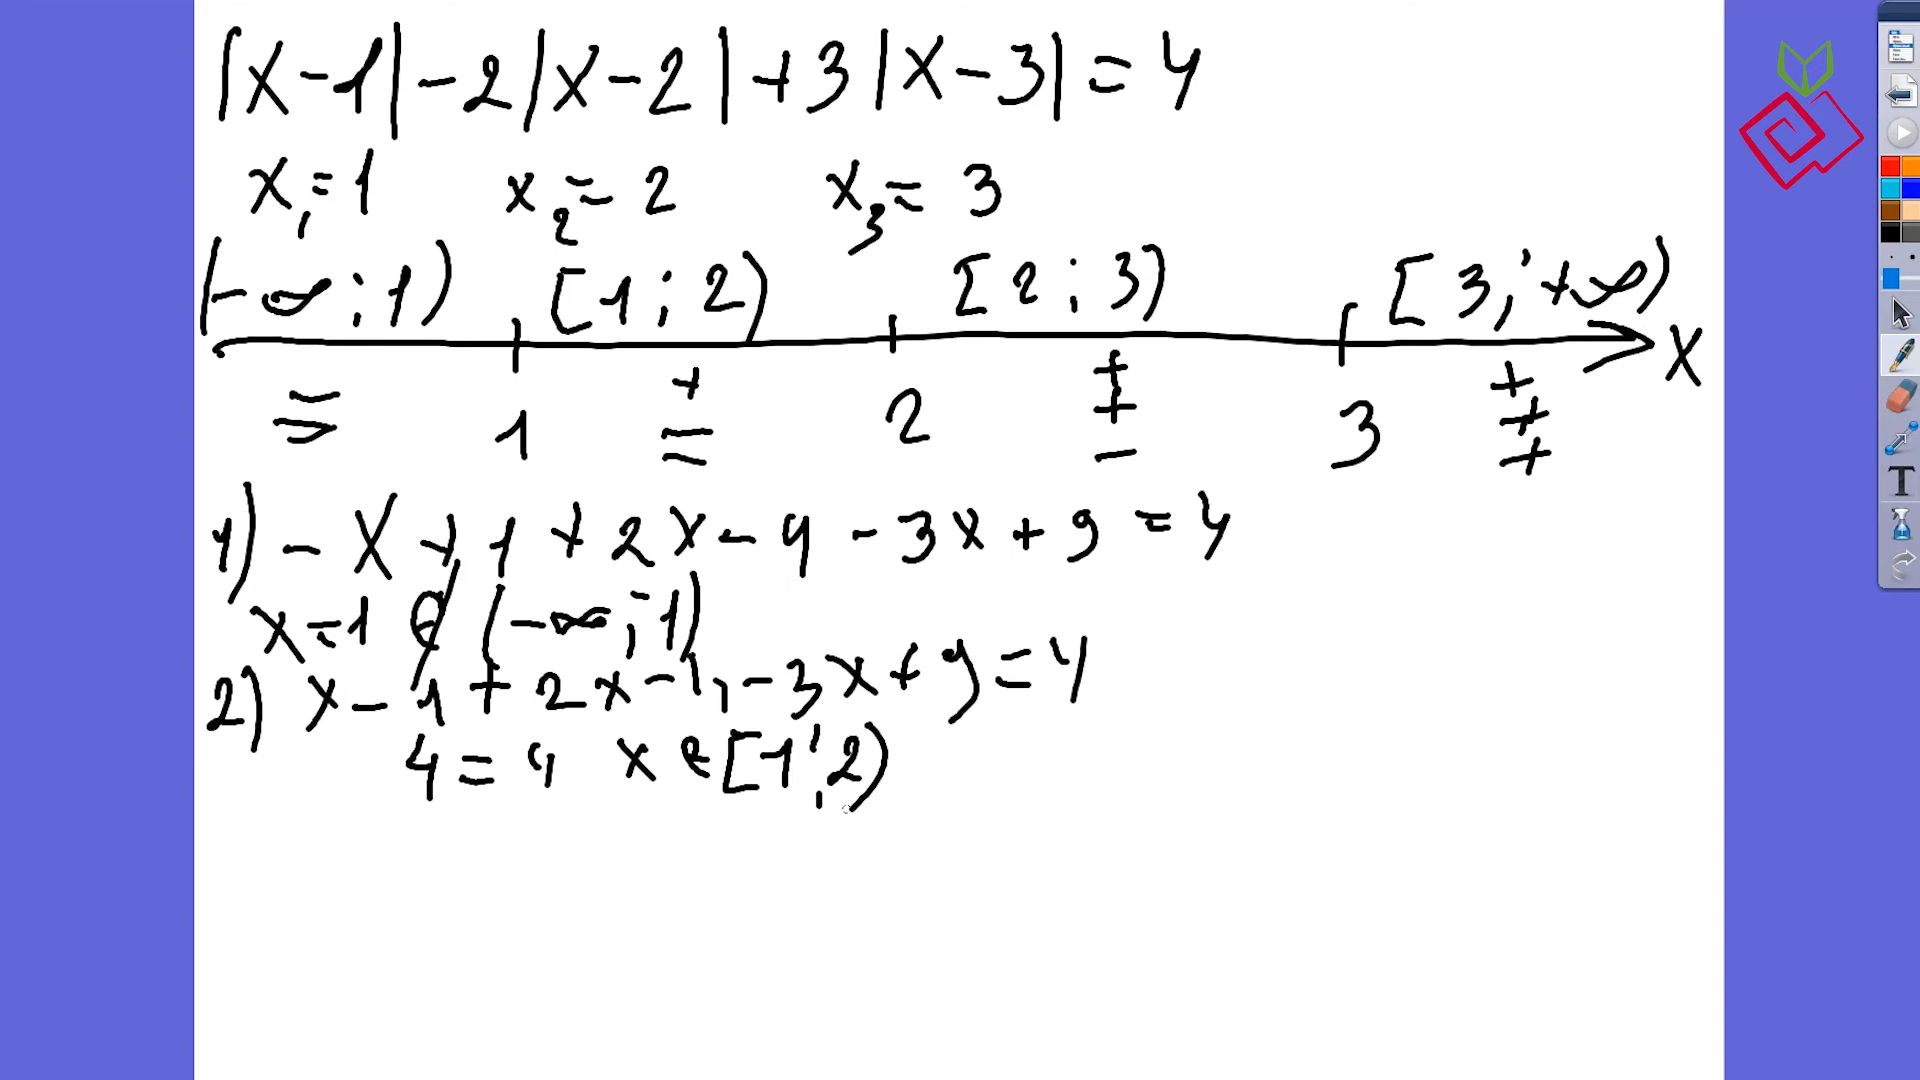 |x-1|-2|x-2|+3|x-3|=4
x₁=1 x₂=2 x₃=3
(-∞;1) [1;2) [2;3) [3;+∞)
x
+ + +
= - + +
1 = 2 - 3 +
1) -x+1+2x-4-3x+9=4
x=1 ∉ (-∞;1)
2) x-1+2x-4-3x+9=4
4=4 x∈[1;2)
T